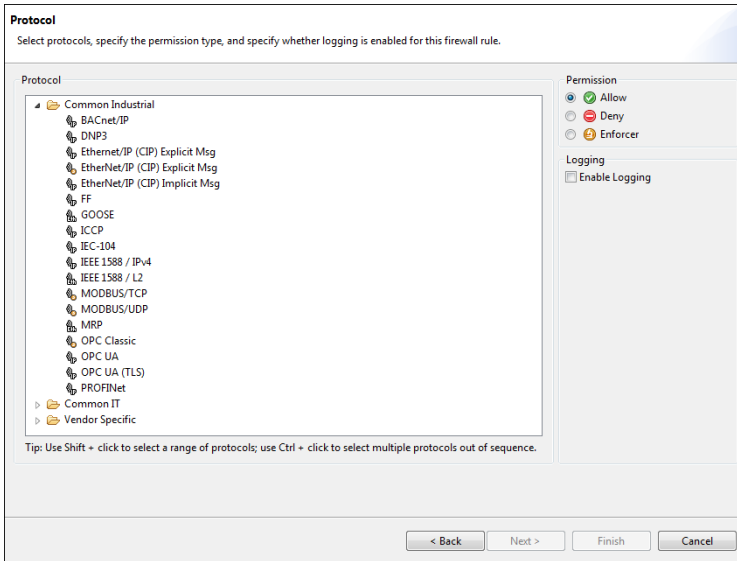 Protocol
Select protocols, specify the permission type, and specify whether logging is enabled for this firewall rule.
Protocol
Common Industrial
BACnet/IP
DNP3
Ethernet/IP (CIP) Explicit Msg
EtherNet/IP (CIP) Explicit Msg
EtherNet/IP (CIP) Implicit Msg
FF
GOOSE
ICCP
IEC-104
IEEE 1588 / IPv4
IEEE 1588 / L2
MODBUS/TCP
MODBUS/UDP
MRP
OPC Classic
OPC UA
OPC UA (TLS)
PROFINet
Common IT
Vendor Specific
Tip: Use Shift + click to select a range of protocols; use Ctrl + click to select multiple protocols out of sequence.
Permission
Allow
Deny
Enforcer
Logging
Enable Logging
< Back
Next >
Finish
Cancel